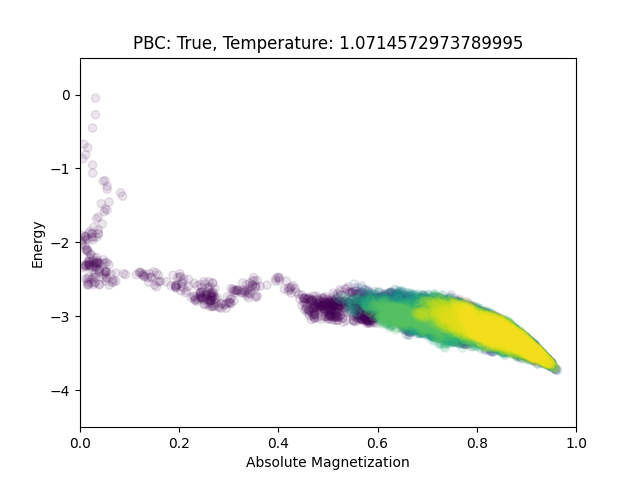 PBC: True, Temperature: 1.0714572973789995
0
−1
−2
−3
−4
Energy
0.0 0.2 0.4 0.6 0.8 1.0
Absolute Magnetization